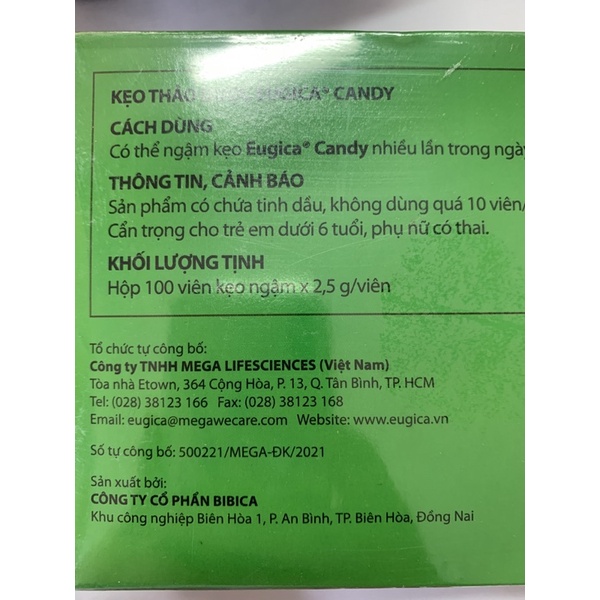 KẸO THẢO EUGICA® CANDY
CÁCH DÙNG
Có thể ngậm kẹo Eugica® Candy nhiều lần trong ngày
THÔNG TIN, CẢNH BÁO
Sản phẩm có chứa tinh dầu, không dùng quá 10 viên/
Cẩn trọng cho trẻ em dưới 6 tuổi, phụ nữ có thai.
KHỐI LƯỢNG TỊNH
Hộp 100 viên kẹo ngậm x 2,5 g/viên
Tổ chức tự công bố:
Công ty TNHH MEGA LIFESCIENCES (Việt Nam)
Tòa nhà Etown, 364 Cộng Hòa, P. 13, Q. Tân Bình, TP. HCM
Tel: (028) 38123 166 Fax: (028) 38123 168
Email: eugica@megawecare.com Website: www.eugica.vn
Số tự công bố: 500221/MEGA-ĐK/2021
Sản xuất bởi:
CÔNG TY CỔ PHẦN BIBICA
Khu công nghiệp Biên Hòa 1, P. An Bình, TP. Biên Hòa, Đồng Nai